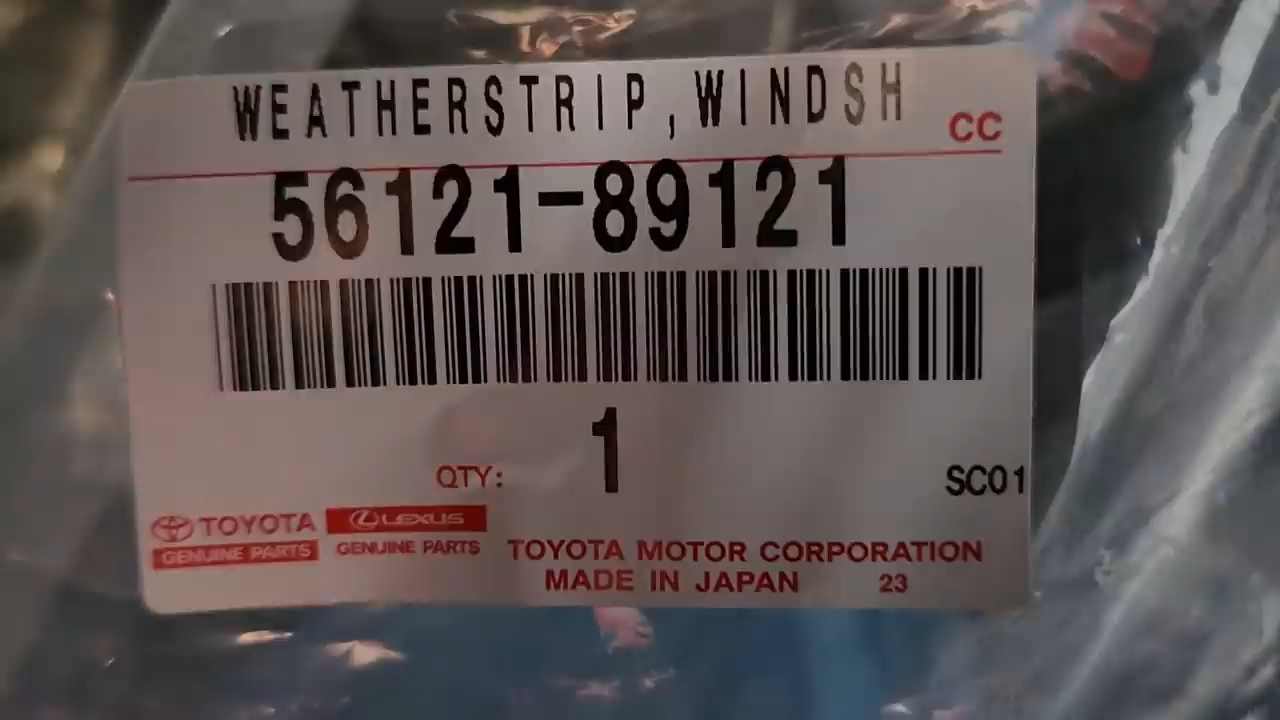 WEATHERSTRIP,WINDSH
CC
56121-89121
QTY: 1
SC01
TOYOTA
GENUINE PARTS
LEXUS
GENUINE PARTS
TOYOTA MOTOR CORPORATION
MADE IN JAPAN 23